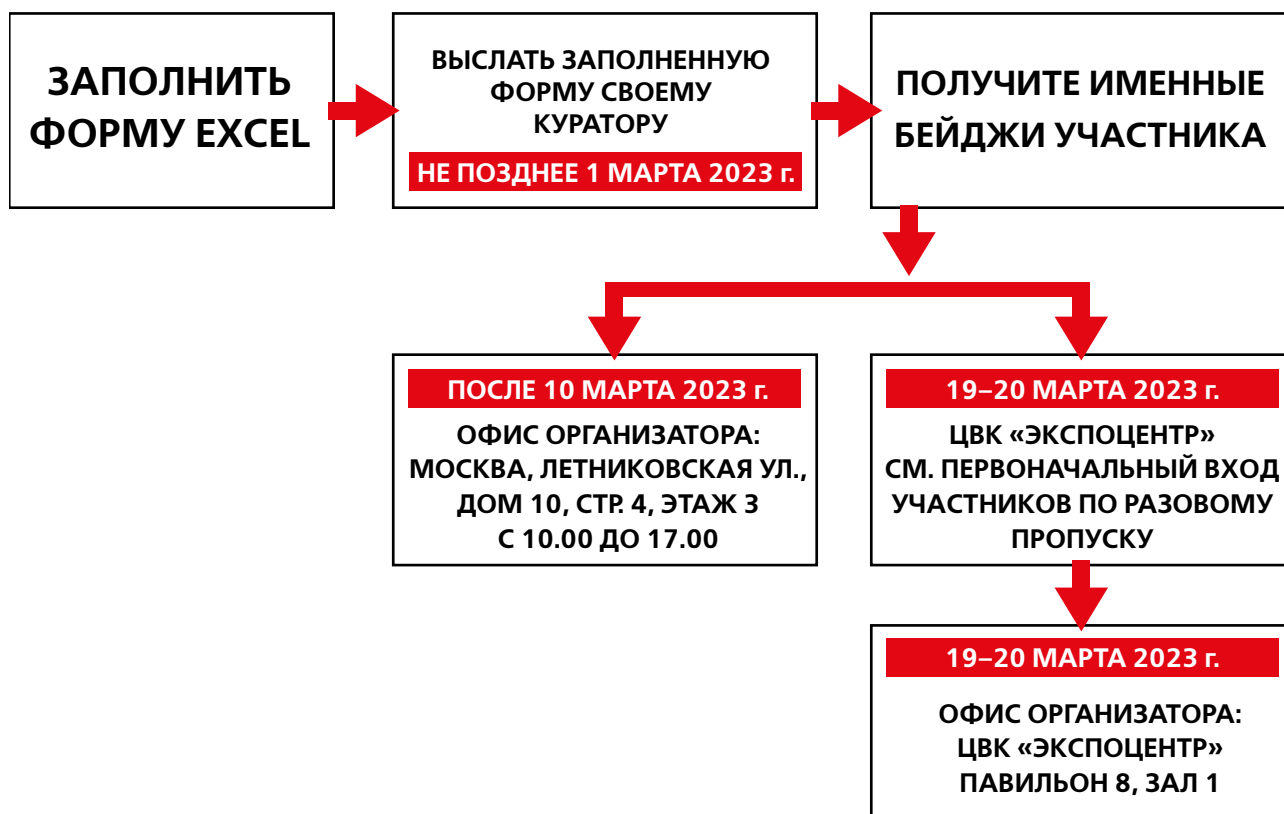 ЗАПОЛНИТЬ
ФОРМУ EXCEL
ВЫСЛАТЬ ЗАПОЛНЕННУЮ
ФОРМУ СВОЕМУ
КУРАТОРУ
НЕ ПОЗДНЕЕ 1 МАРТА 2023 г.
ПОЛУЧИТЕ ИМЕННЫЕ
БЕЙДЖИ УЧАСТНИКА
ПОСЛЕ 10 МАРТА 2023 г.
ОФИС ОРГАНИЗАТОРА:
МОСКВА, ЛЕТНИКОВСКАЯ УЛ.,
ДОМ 10, СТР. 4, ЭТАЖ 3
С 10.00 ДО 17.00
19–20 МАРТА 2023 г.
ЦВК «ЭКСПОЦЕНТР»
СМ. ПЕРВОНАЧАЛЬНЫЙ ВХОД
УЧАСТНИКОВ ПО РАЗОВОМУ
ПРОПУСКУ
19–20 МАРТА 2023 г.
ОФИС ОРГАНИЗАТОРА:
ЦВК «ЭКСПОЦЕНТР»
ПАВИЛЬОН 8, ЗАЛ 1